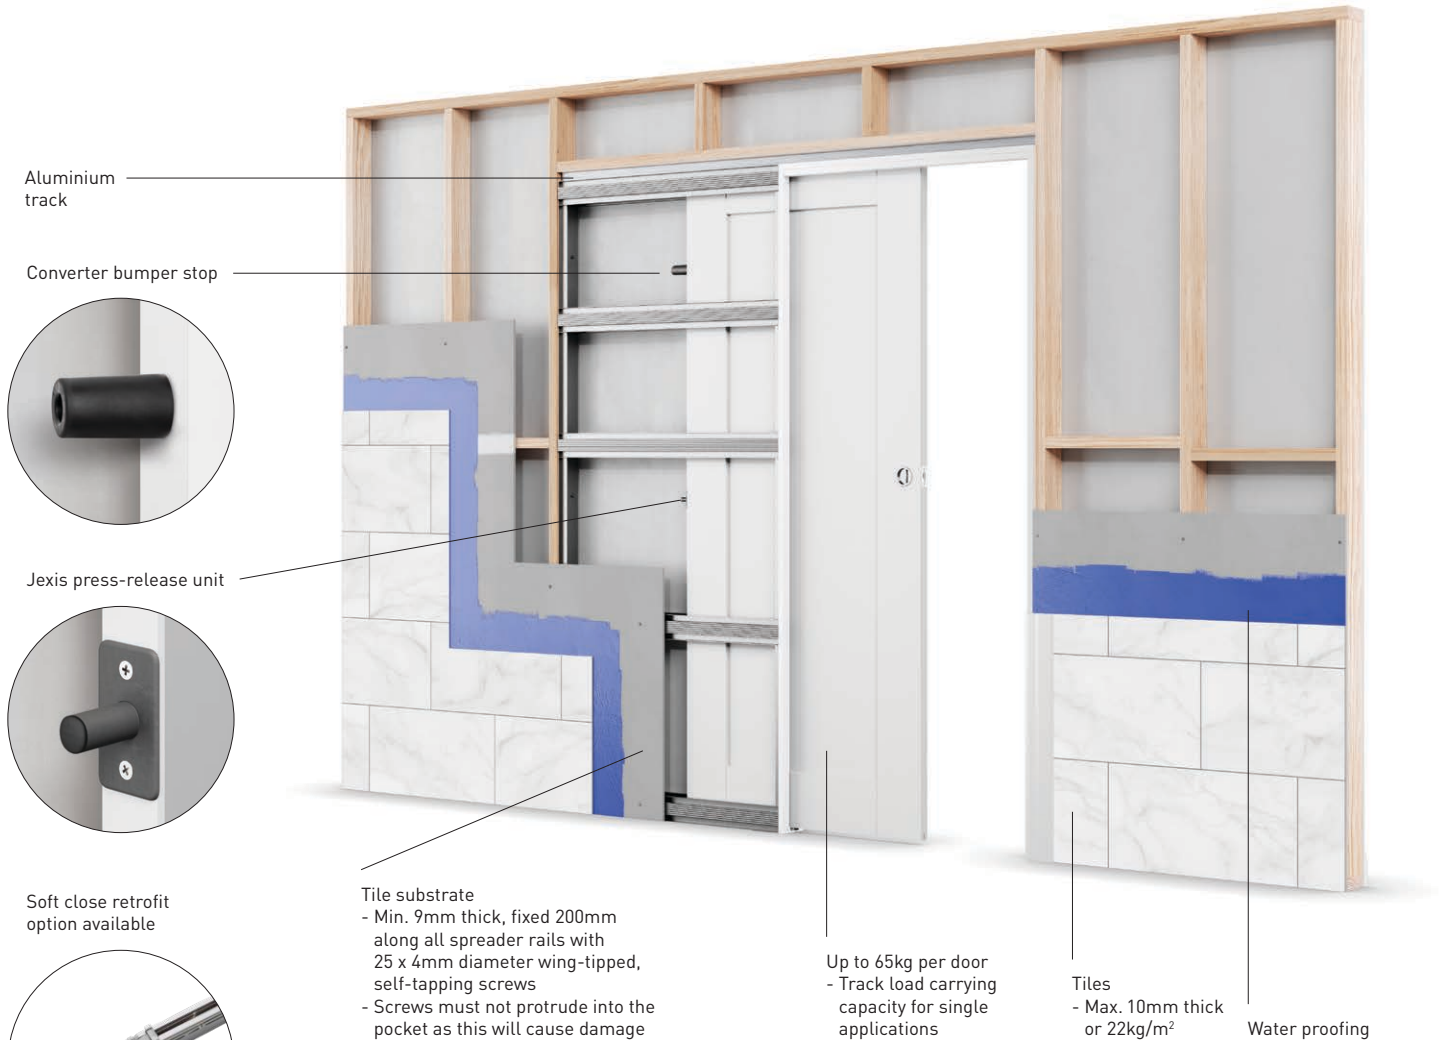 Aluminium
track
Converter bumper stop
Jexis press-release unit
Soft close retrofit
option available
Tile substrate
- Min. 9mm thick, fixed 200mm
along all spreader rails with
25 x 4mm diameter wing-tipped,
self-tapping screws
- Screws must not protrude into the
pocket as this will cause damage
Up to 65kg per door
- Track load carrying
capacity for single
applications
Tiles
- Max. 10mm thick
or 22kg/m²
Water proofing